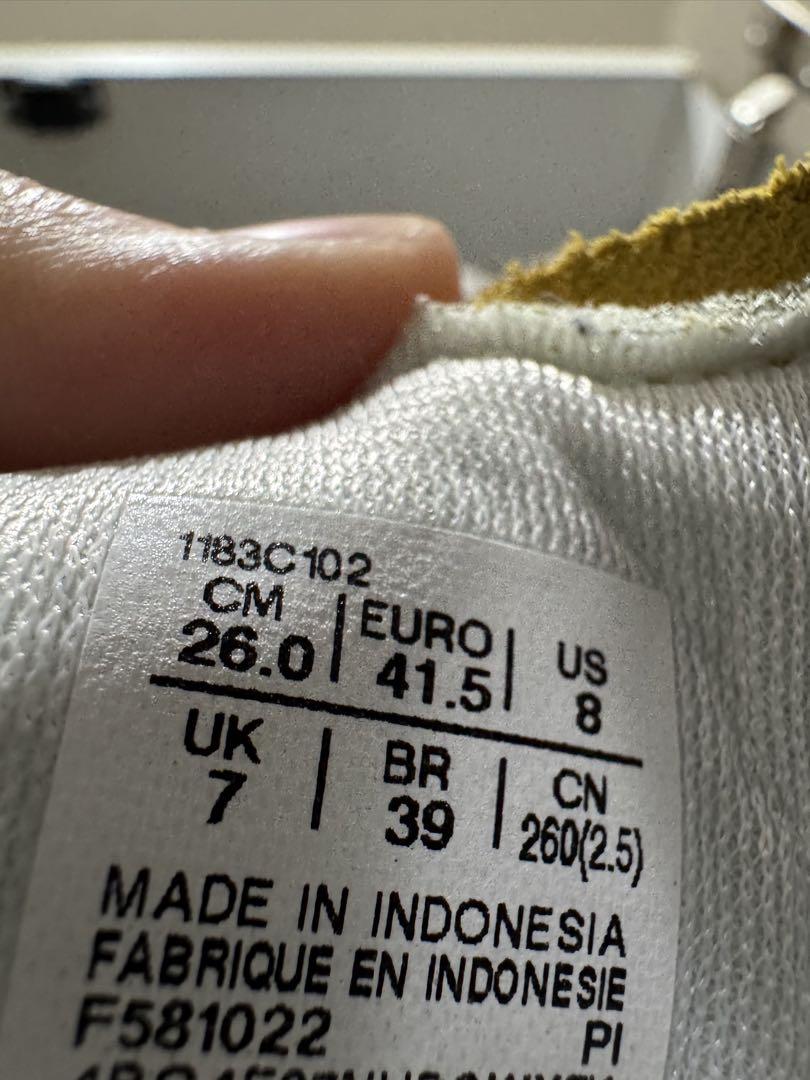 1183C102
CM EURO US
26.0 41.5 8
UK BR CN
7 39 260(2.5)
MADE IN INDONESIA
FABRIQUE EN INDONESIE
F581022 PI